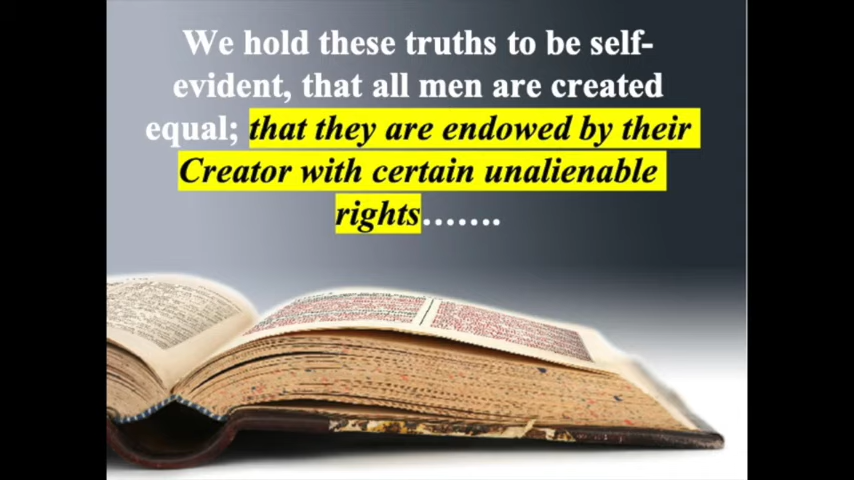 We hold these truths to be self-
evident, that all men are created
equal; that they are endowed by their
Creator with certain unalienable
rights…….